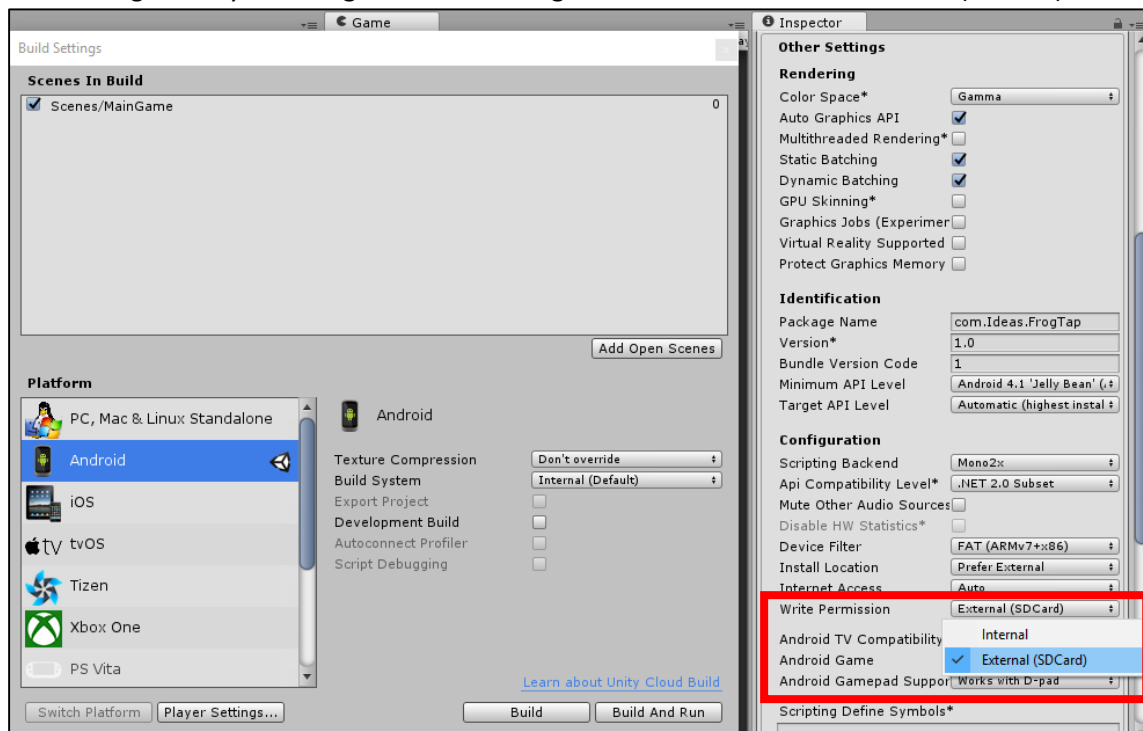 Game
Inspector
Build Settings
Scenes In Build
Scenes/MainGame
0
Add Open Scenes
Platform
PC, Mac & Linux Standalone
Android
iOS
tv tvOS
Tizen
Xbox One
PS Vita
Switch Platform
Player Settings...
Android
Texture Compression Don't override
Build System Internal (Default)
Export Project
Development Build
Autoconnect Profiler
Script Debugging
Learn about Unity Cloud Build
Build
Build And Run
Other Settings
Rendering
Color Space* Gamma
Auto Graphics API
Multithreaded Rendering*
Static Batching
Dynamic Batching
GPU Skinning*
Graphics Jobs (Experimer
Virtual Reality Supported
Protect Graphics Memory
Identification
Package Name com.Ideas.FrogTap
Version* 1.0
Bundle Version Code 1
Minimum API Level Android 4.1 'Jelly Bean' (
Target API Level Automatic (highest instal
Configuration
Scripting Backend Mono2x
Api Compatibility Level* .NET 2.0 Subset
Mute Other Audio Sources
Disable HW Statistics*
Device Filter FAT (ARMv7+x86)
Install Location Prefer External
Internet Access Auto
Write Permission External (SDCard)
Internal
External (SDCard)
Android TV Compatibility
Android Game
Android Gamepad Suppor Works with D-pad
Scripting Define Symbols*